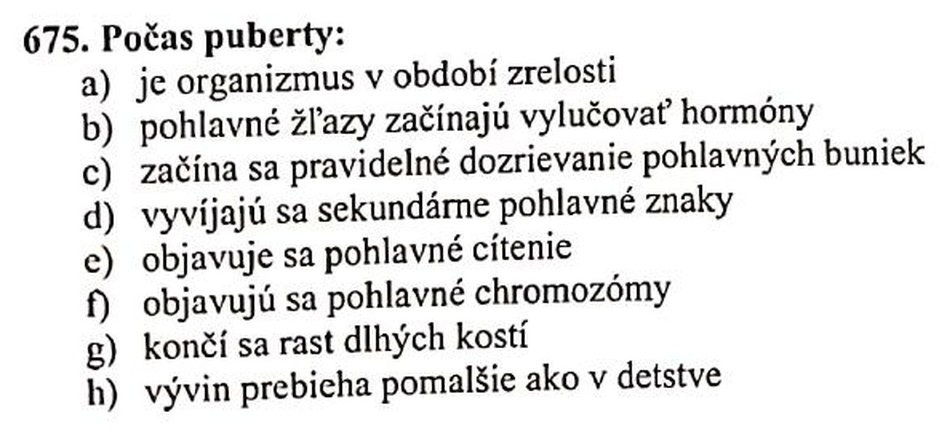 675. Počas puberty:
a) je organizmus v období zrelosti
b) pohlavné žľazy začínajú vylučovať hormóny
c) začína sa pravidelné dozrievanie pohlavných buniek
d) vyvíjajú sa sekundárne pohlavné znaky
e) objavuje sa pohlavné cítenie
f) objavujú sa pohlavné chromozómy
g) končí sa rast dlhých kostí
h) vývin prebieha pomalšie ako v detstve